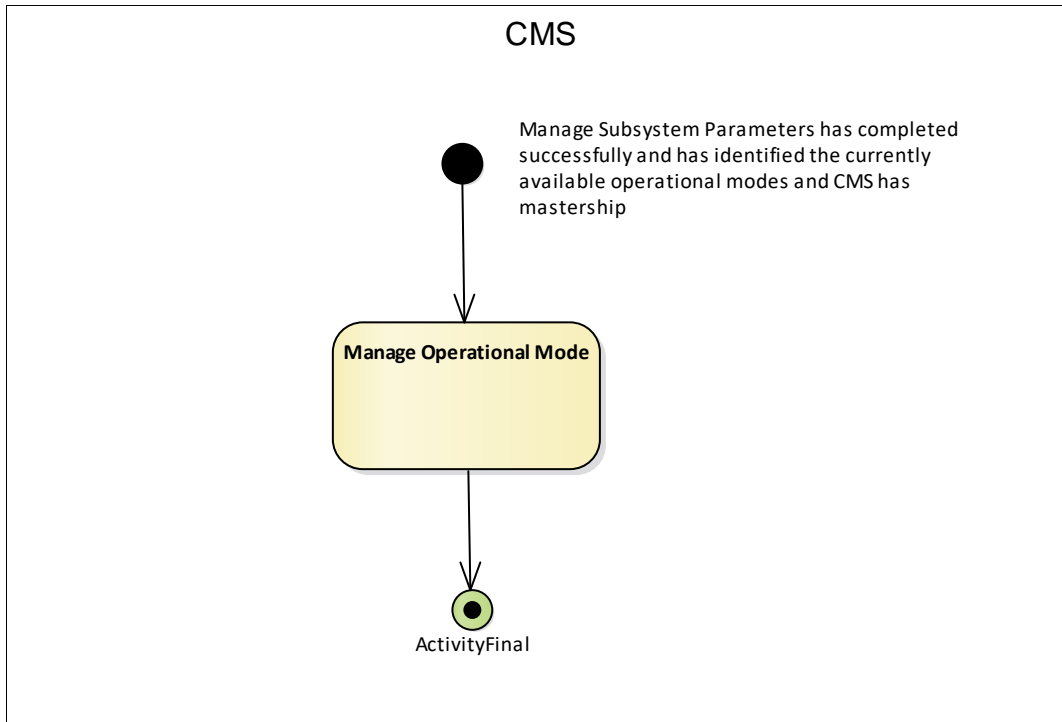 CMS
Manage Subsystem Parameters has completed
successfully and has identified the currently
available operational modes and CMS has
mastership
Manage Operational Mode
ActivityFinal